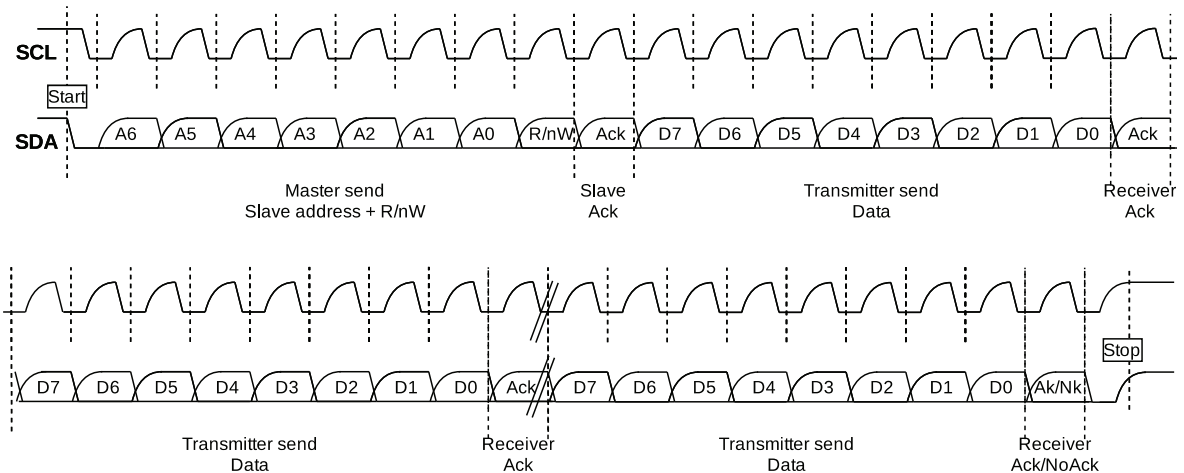 SCL
Start
SDA A6 A5 A4 A3 A2 A1 A0 R/nW Ack D7 D6 D5 D4 D3 D2 D1 D0 Ack
Master send
Slave address + R/nW
Slave
Ack
Transmitter send
Data
Receiver
Ack
Stop
D7 D6 D5 D4 D3 D2 D1 D0 Ack D7 D6 D5 D4 D3 D2 D1 D0 Ak/Nk
Transmitter send
Data
Receiver
Ack
Transmitter send
Data
Receiver
Ack/NoAck